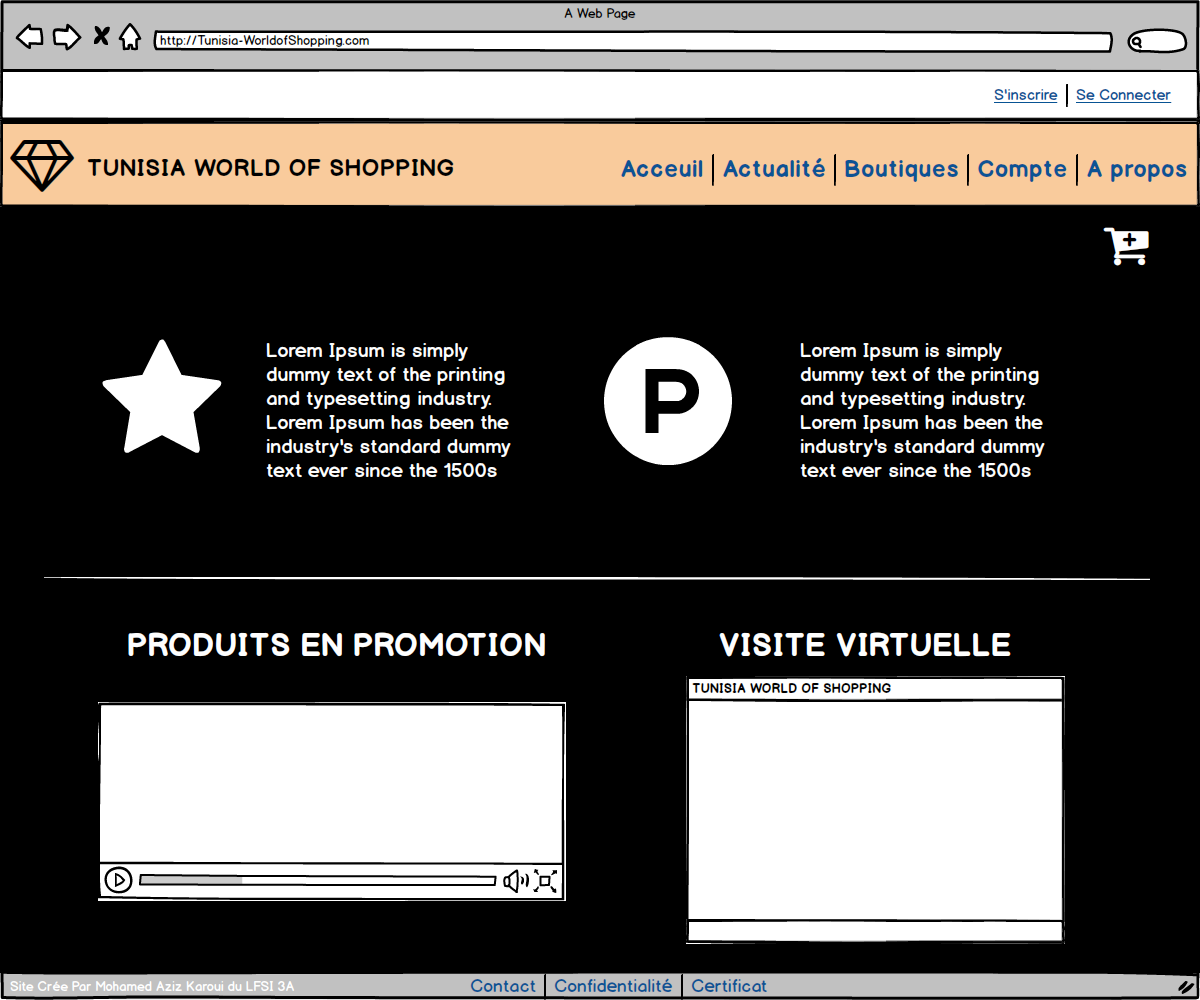 A Web Page
http://Tunisia-WorldofShopping.com
S'inscrire Se Connecter
TUNISIA WORLD OF SHOPPING
Acceuil Actualité Boutiques Compte A propos
Lorem Ipsum is simply
dummy text of the printing
and typesetting industry.
Lorem Ipsum has been the
industry's standard dummy
text ever since the 1500s
P
Lorem Ipsum is simply
dummy text of the printing
and typesetting industry.
Lorem Ipsum has been the
industry's standard dummy
text ever since the 1500s
PRODUITS EN PROMOTION
VISITE VIRTUELLE
TUNISIA WORLD OF SHOPPING
Site Crée Par Mohamed Aziz Karoui du LFSI 3A
Contact Confidentialité Certificat